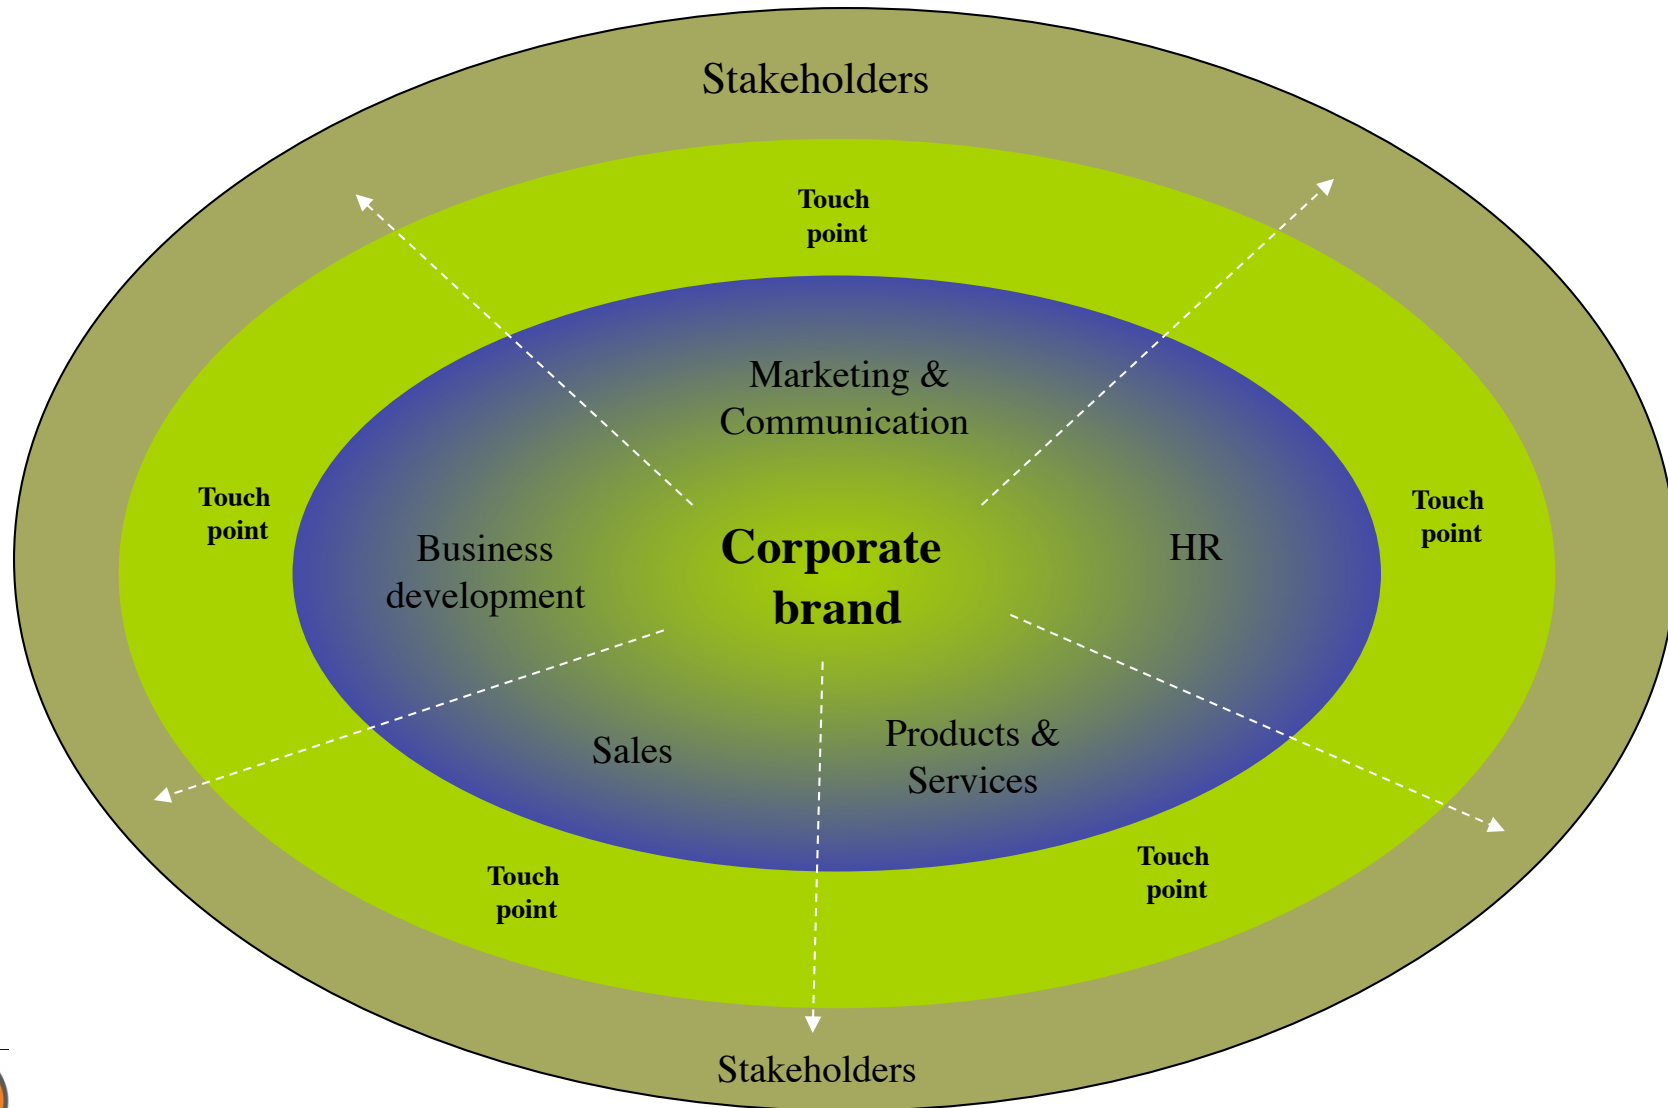 Stakeholders
Touch
point
Marketing &
Communication
Touch
point
Touch
point
Business
development
Corporate
brand
HR
Sales
Products &
Services
Touch
point
Touch
point
Stakeholders